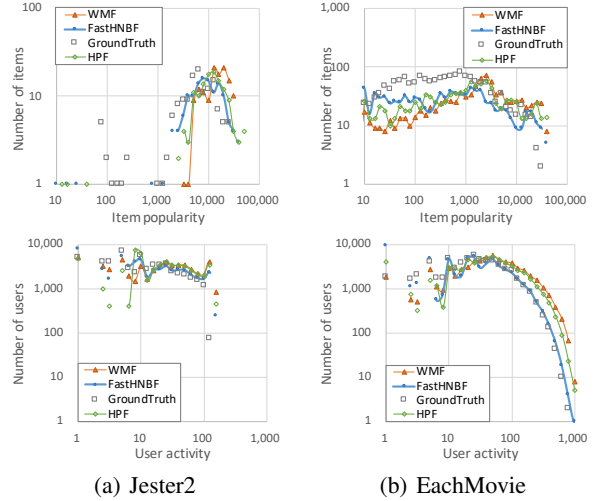 WMF
FastHNBF
GroundTruth
HPF
100
10
1
Number of items
10 100 1,000 10,000 100,000
Item popularity
WMF
FastHNBF
GroundTruth
HPF
1,000
100
10
1
Number of items
10 100 1,000 10,000 100,000
Item popularity
10,000
1,000
100
10
1
Number of users
WMF
FastHNBF
GroundTruth
HPF
1 10 100 1,000
User activity
10,000
1,000
100
10
1
Number of users
WMF
FastHNBF
GroundTruth
HPF
1 10 100 1,000
User activity
(a) Jester2
(b) EachMovie